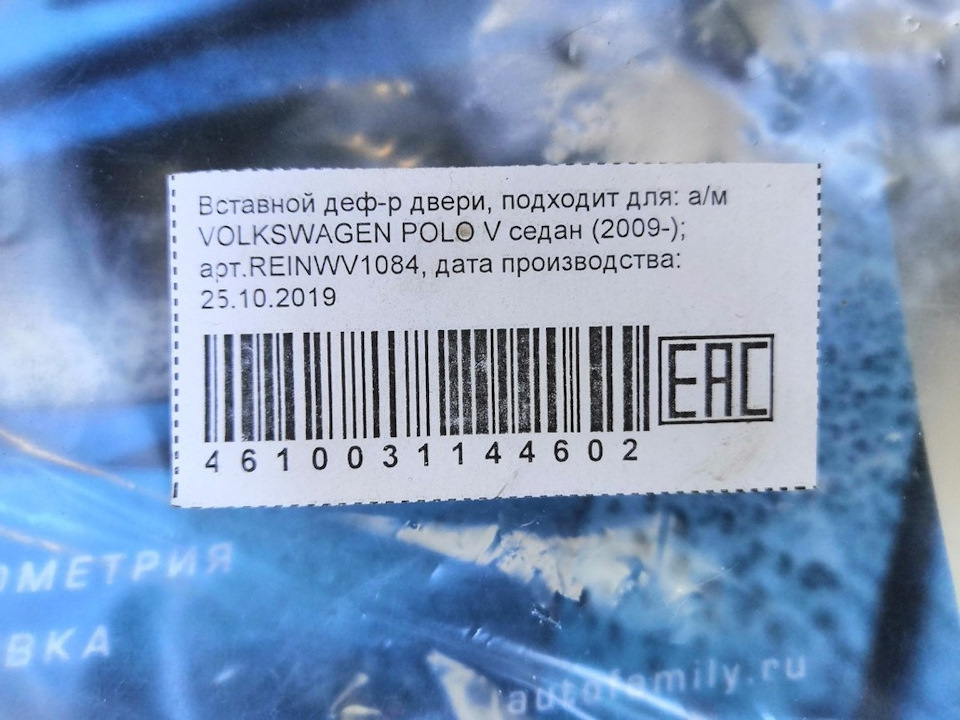 Вставной деф-р двери, подходит для: а/м
VOLKSWAGEN POLO V седан (2009-);
арт.REINWV1084, дата производства:
25.10.2019
EAC
4610031144602
ОМЕТРИЯ
ВКА
autofamily.ru